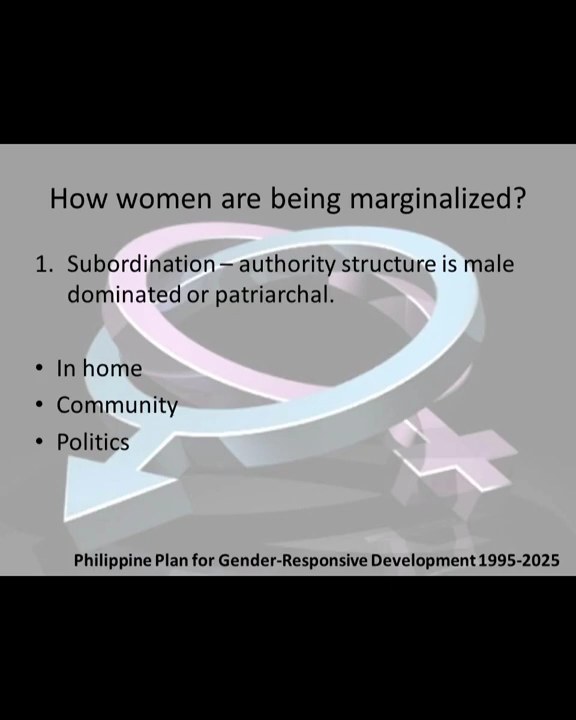 How women are being marginalized?
1. Subordination – authority structure is male
dominated or patriarchal.
• In home
• Community
• Politics
Philippine Plan for Gender-Responsive Development 1995-2025